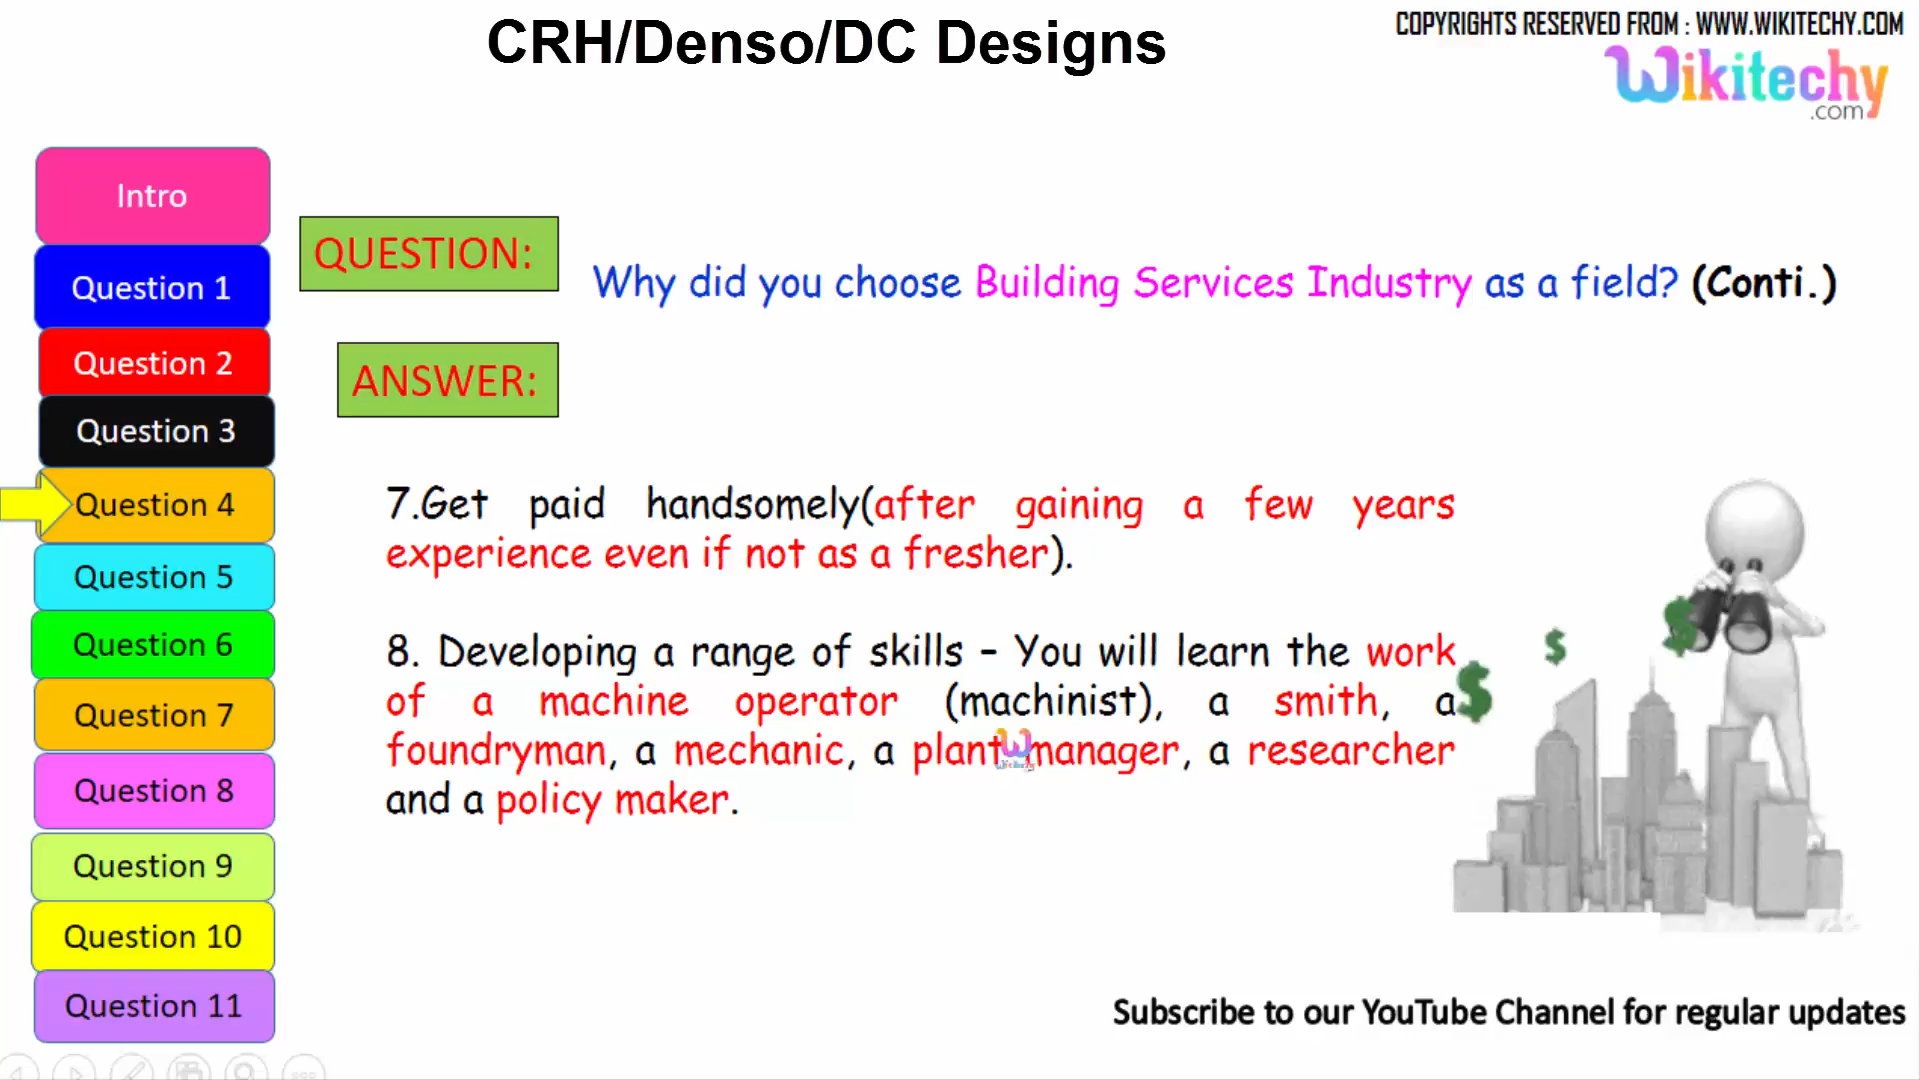 CRH/Denso/DC Designs
COPYRIGHTS RESERVED FROM : WWW.WIKITECHY.COM
Wikitechy
.com
Intro
Question 1
Question 2
Question 3
Question 4
Question 5
Question 6
Question 7
Question 8
Question 9
Question 10
Question 11
QUESTION:
Why did you choose Building Services Industry as a field? (Conti.)
ANSWER:
7.Get paid handsomely(after gaining a few years
experience even if not as a fresher).
8. Developing a range of skills – You will learn the work
of a machine operator (machinist), a smith, a
foundryman, a mechanic, a plant manager, a researcher
and a policy maker.
$
$
$
Subscribe to our YouTube Channel for regular updates